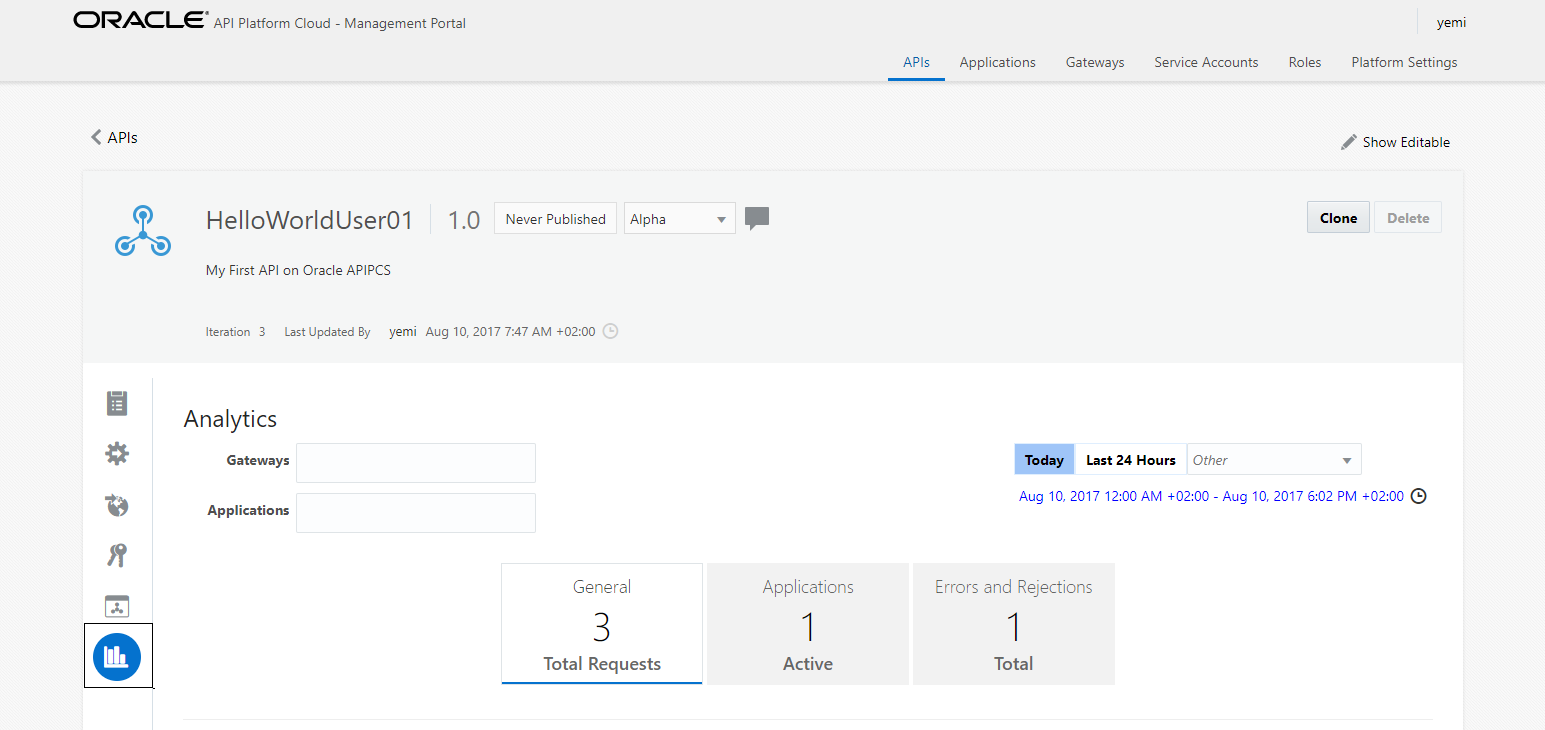 ORACLE API Platform Cloud - Management Portal
yemi
APIs Applications Gateways Service Accounts Roles Platform Settings
APIs
Show Editable
HelloWorldUser01 1.0 Never Published Alpha
Clone Delete
My First API on Oracle APIPCS
Iteration 3 Last Updated By yemi Aug 10, 2017 7:47 AM +02:00
Analytics
Gateways
Today Last 24 Hours Other
Aug 10, 2017 12:00 AM +02:00 - Aug 10, 2017 6:02 PM +02:00
Applications
General
3
Total Requests
Applications
1
Active
Errors and Rejections
1
Total